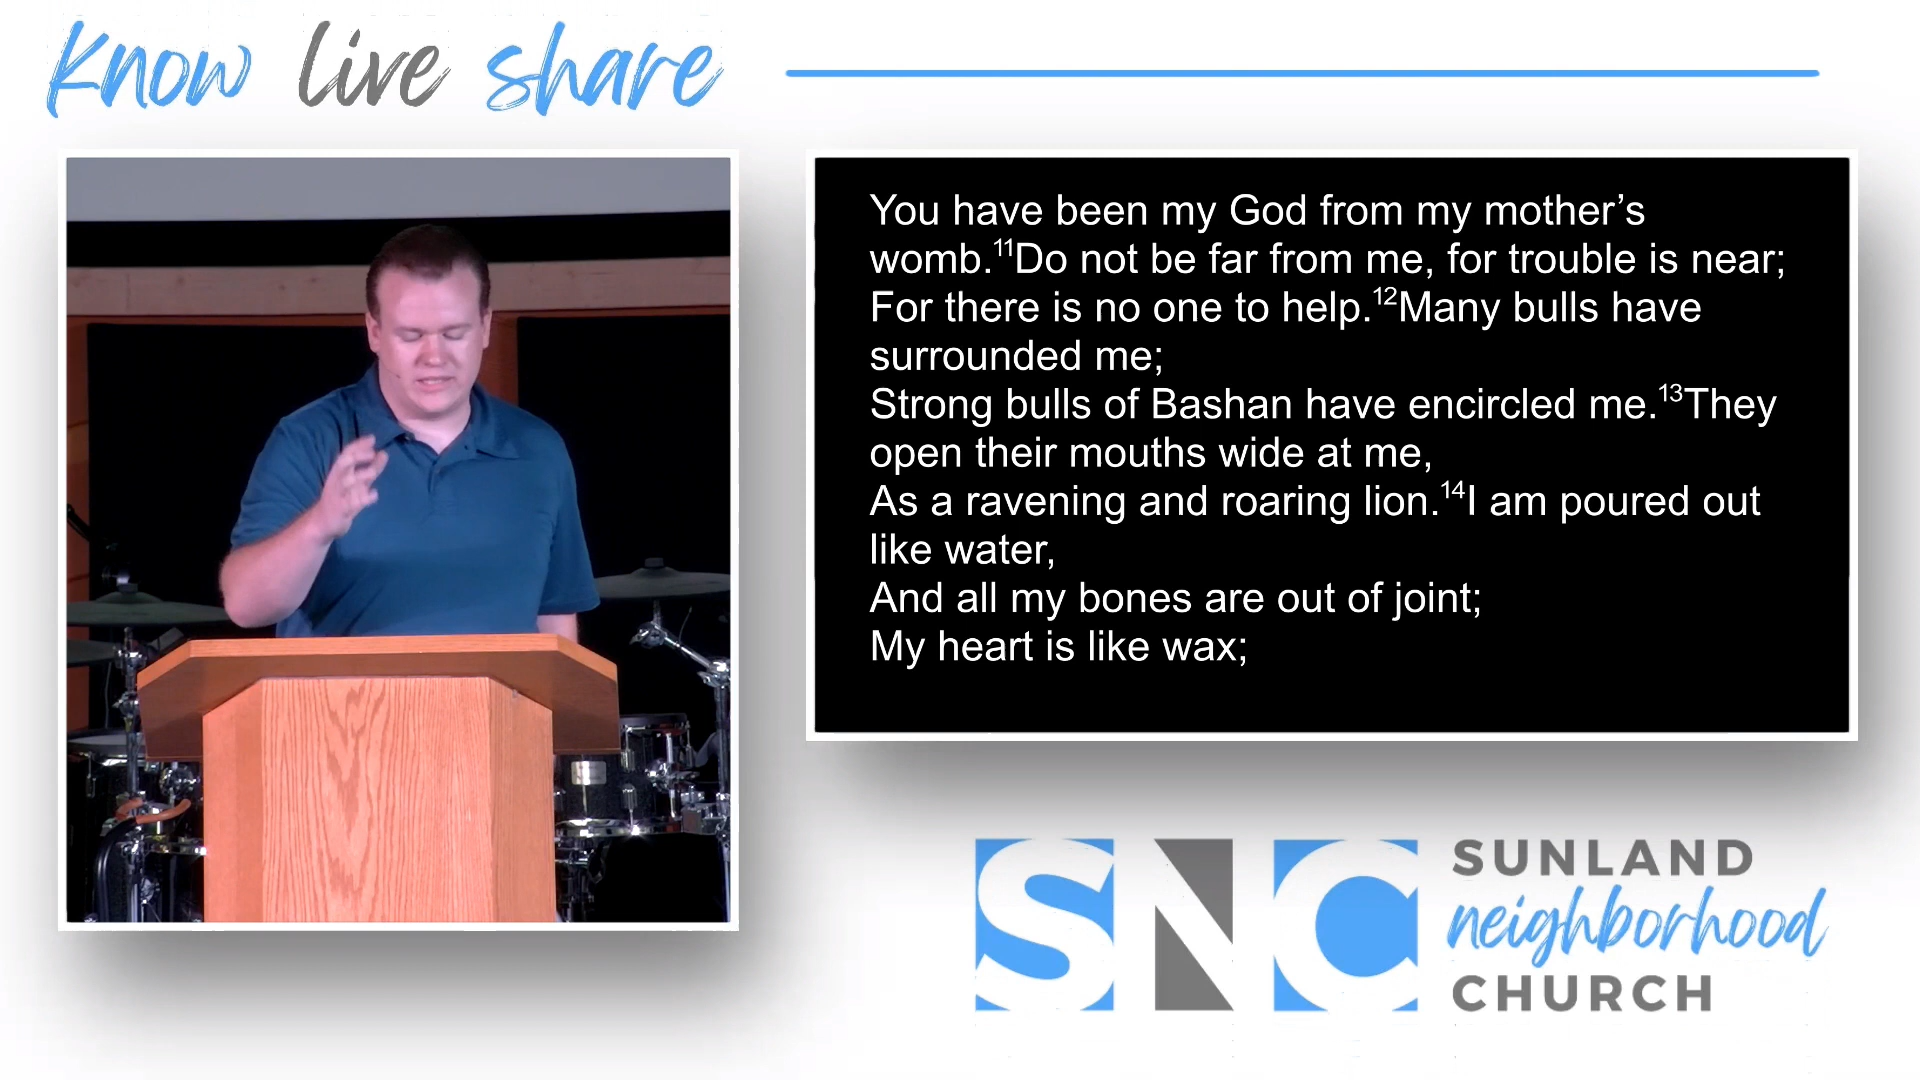 know live share
You have been my God from my mother’s
womb.¹¹Do not be far from me, for trouble is near;
For there is no one to help.¹²Many bulls have
surrounded me;
Strong bulls of Bashan have encircled me.¹³They
open their mouths wide at me,
As a ravening and roaring lion.¹⁴I am poured out
like water,
And all my bones are out of joint;
My heart is like wax;
SNC
SUNLAND
neighborhood
CHURCH